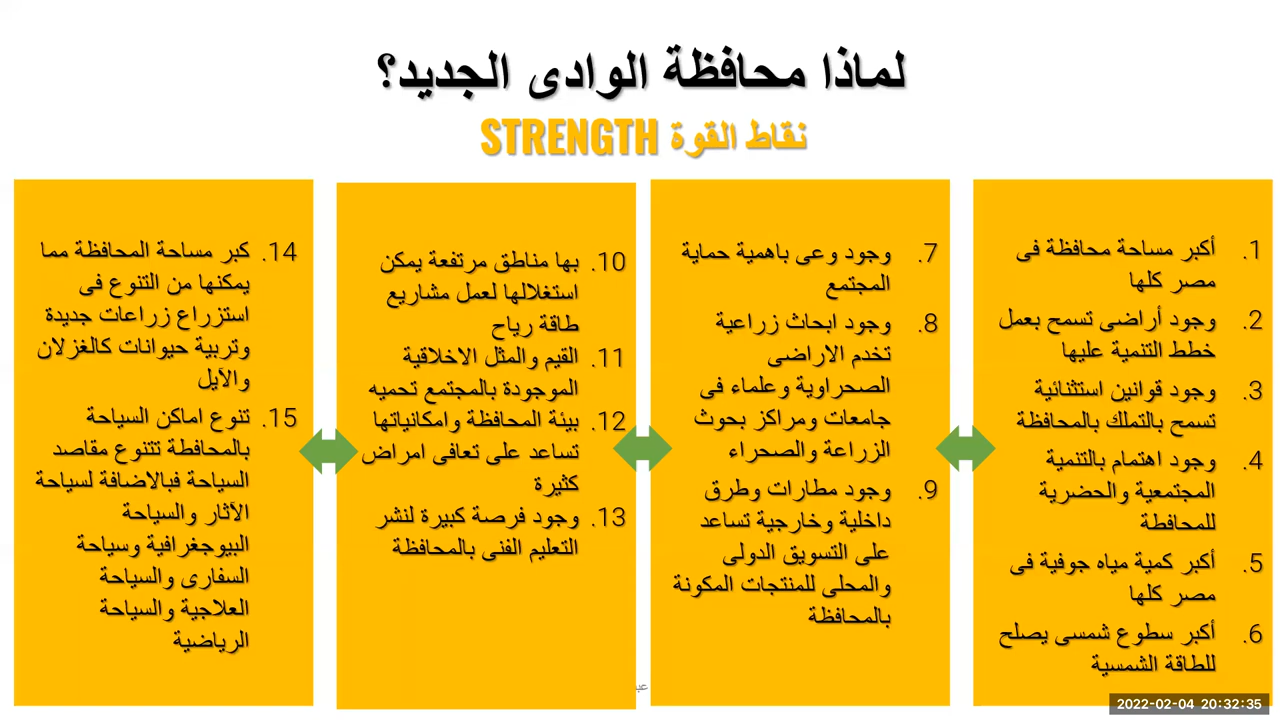 لماذا محافظة الوادى الجديد؟
نقاط القوة STRENGTH
1. أكبر مساحة محافظة فى
مصر كلها
2. وجود أراضى تسمح بعمل
خطط التنمية عليها
3. وجود قوانين استثنائية
تسمح بالتملك بالمحافظة
4. وجود اهتمام بالتنمية
المجتمعية والحضرية
للمحافطة
5. أكبر كمية مياه جوفية فى
مصر كلها
6. أكبر سطوع شمسى يصلح
للطاقة الشمسية
7. وجود وعى باهمية حماية
المجتمع
8. وجود ابحاث زراعية
تخدم الاراضى
الصحراوية وعلماء فى
جامعات ومراكز بحوث
الزراعة والصحراء
9. وجود مطارات وطرق
داخلية وخارجية تساعد
على التسويق الدولى
والمحلى للمنتجات المكونة
بالمحافظة
10. بها مناطق مرتفعة يمكن
استغلالها لعمل مشاريع
طاقة رياح
11. القيم والمثل الاخلاقية
الموجودة بالمجتمع تحميه
12. بيئة المحافظة وامكانياتها
تساعد على تعافى امراض
كثيرة
13. وجود فرصة كبيرة لنشر
التعليم الفنى بالمحافظة
14. كبر مساحة المحافظة مما
يمكنها من التنوع فى
استزراع زراعات جديدة
وتربية حيوانات كالغزلان
والآيل
15. تنوع اماكن السياحة
بالمحافطة تتنوع مقاصد
السياحة فبالاضافة لسياحة
الآثار والسياحة
البيوجغرافية وسياحة
السفارى والسياحة
العلاجية والسياحة
الرياضية
2022-02-04 20:32:35